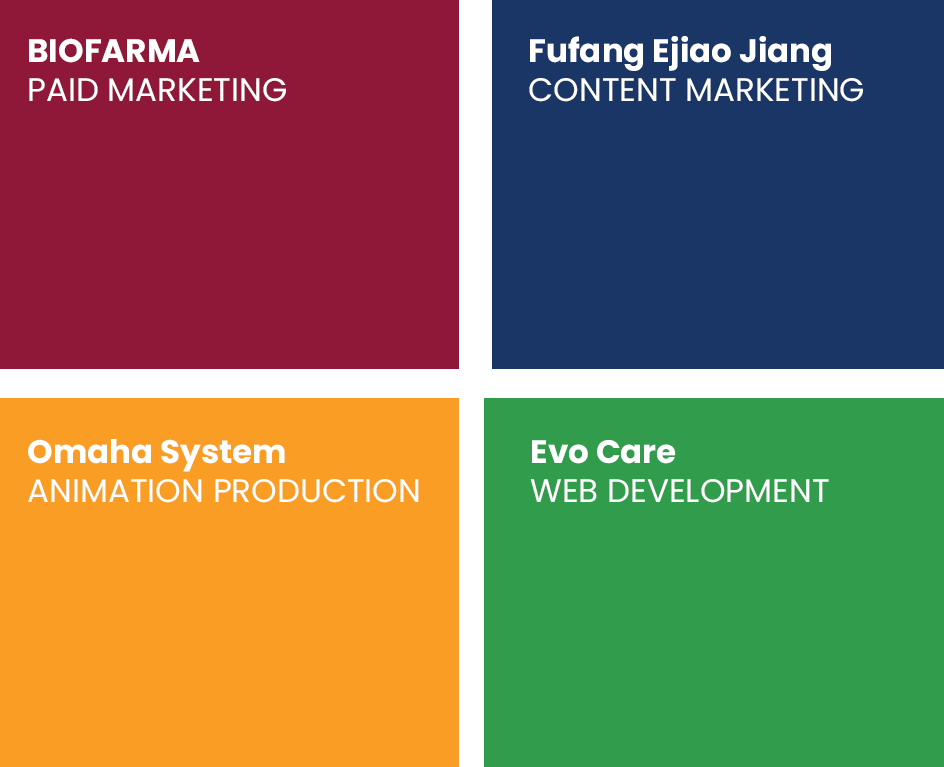 BIOFARMA
PAID MARKETING
Fufang Ejiao Jiang
CONTENT MARKETING
Omaha System
ANIMATION PRODUCTION
Evo Care
WEB DEVELOPMENT